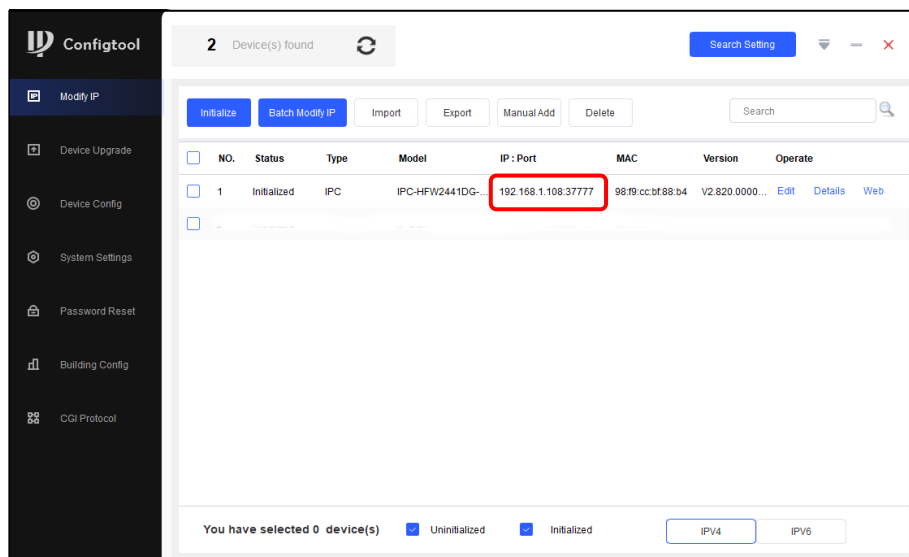 Configtool
2 Device(s) found
Search Setting
Modify IP
Device Upgrade
Device Config
System Settings
Password Reset
Building Config
CGI Protocol
Initialize Batch Modify IP Import Export Manual Add Delete Search
NO. Status Type Model IP : Port MAC Version Operate
1 Initialized IPC IPC-HFW2441DG-... 192.168.1.108:37777 98:f9:cc:bf:88:b4 V2.820.0000... Edit Details Web
You have selected 0 device(s) Uninitialized Initialized IPV4 IPV6